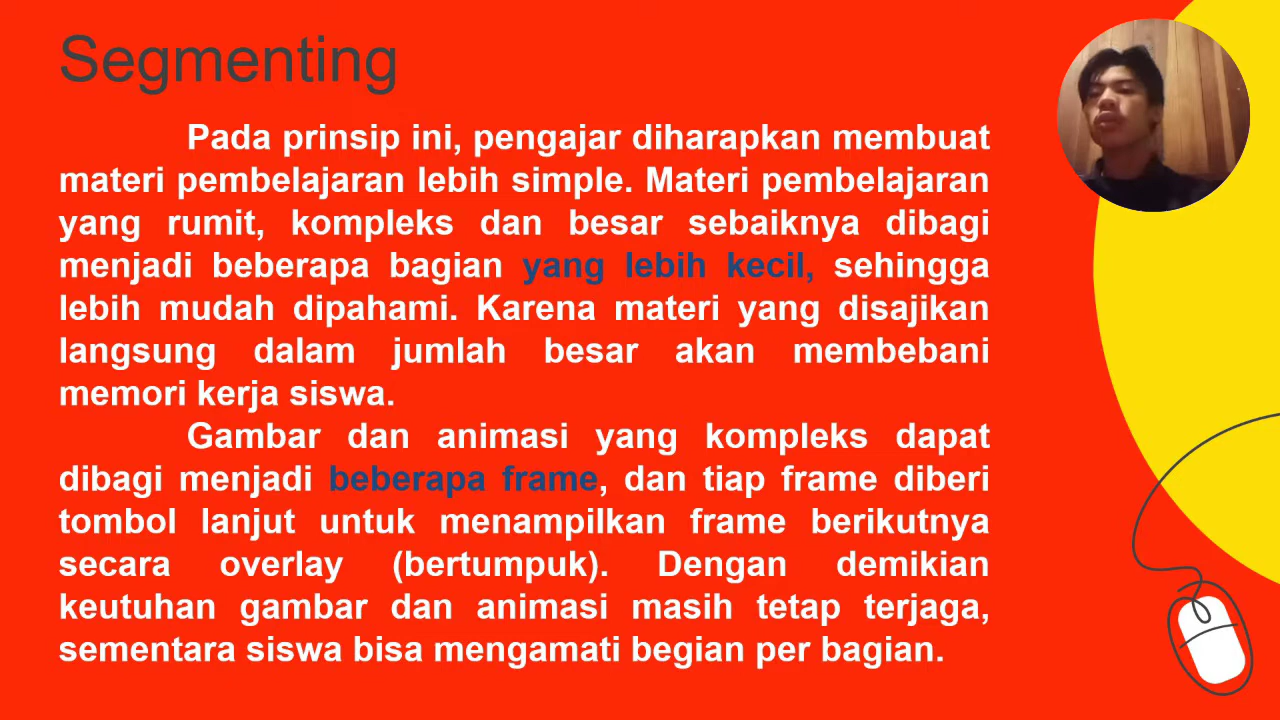 Segmenting
Pada prinsip ini, pengajar diharapkan membuat
materi pembelajaran lebih simple. Materi pembelajaran
yang rumit, kompleks dan besar sebaiknya dibagi
menjadi beberapa bagian yang lebih kecil, sehingga
lebih mudah dipahami. Karena materi yang disajikan
langsung dalam jumlah besar akan membebani
memori kerja siswa.
Gambar dan animasi yang kompleks dapat
dibagi menjadi beberapa frame, dan tiap frame diberi
tombol lanjut untuk menampilkan frame berikutnya
secara overlay (bertumpuk). Dengan demikian
keutuhan gambar dan animasi masih tetap terjaga,
sementara siswa bisa mengamati begian per bagian.